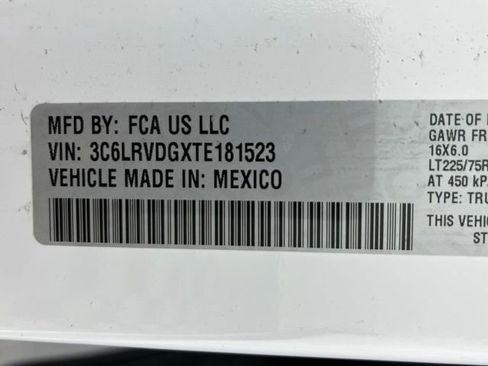 MFD BY: FCA US LLC
VIN: 3C6LRVDGXTE181523
VEHICLE MADE IN: MEXICO
DATE OF
GAWR FR
16X6.0
LT225/75R
AT 450 kP
TYPE: TRU
THIS VEHIC
ST